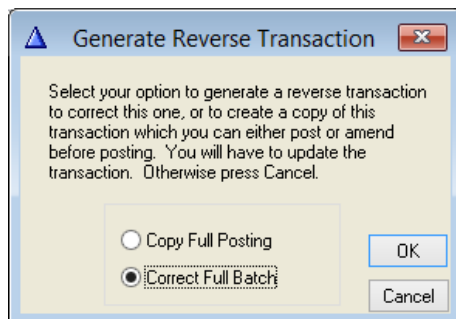 Generate Reverse Transaction
Select your option to generate a reverse transaction
to correct this one, or to create a copy of this
transaction which you can either post or amend
before posting. You will have to update the
transaction. Otherwise press Cancel.
Copy Full Posting
OK
Correct Full Batch
Cancel